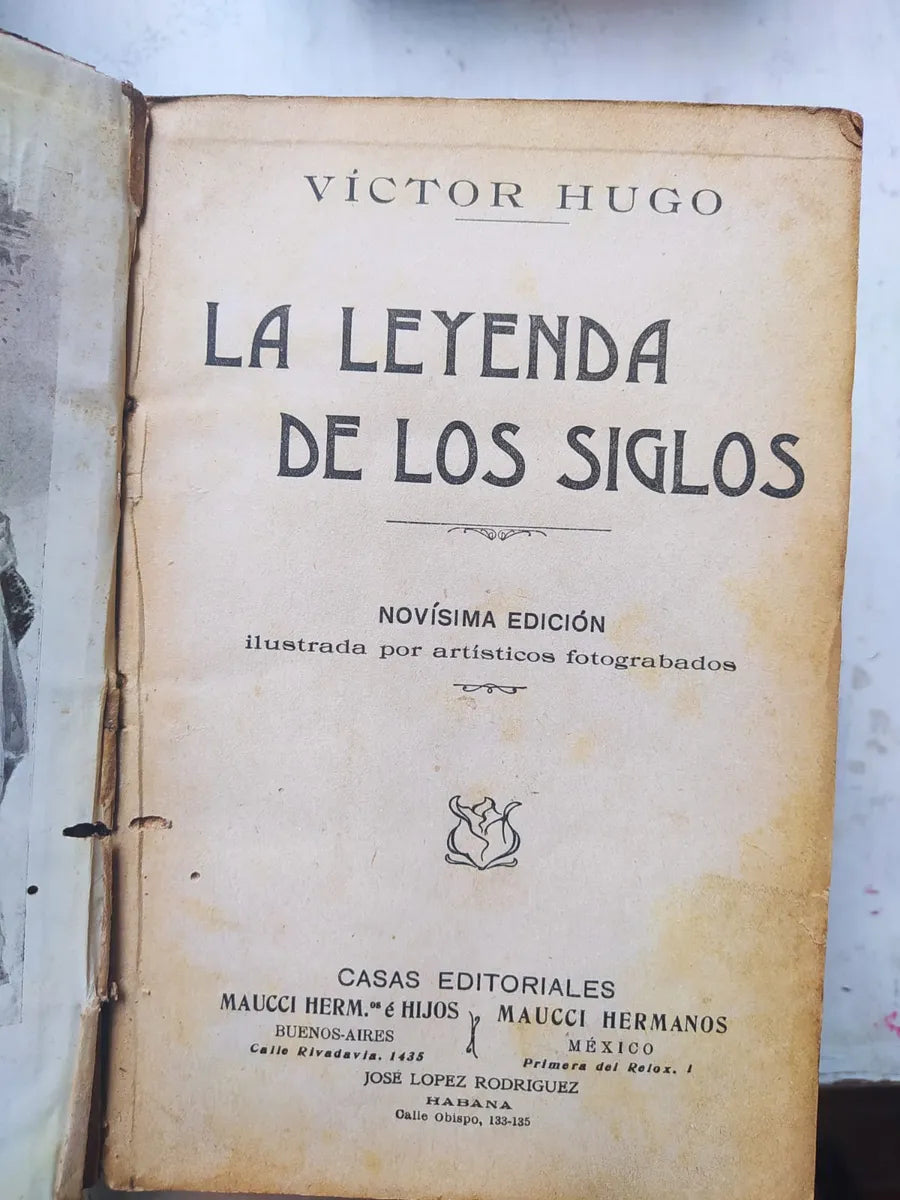 VÍCTOR HUGO
LA LEYENDA
DE LOS SIGLOS
NOVÍSIMA EDICIÓN
ilustrada por artísticos fotograbados
CASAS EDITORIALES
MAUCCI HERM.ᵒˢ é HIJOS
BUENOS-AIRES
Calle Rivadavia. 1435
MAUCCI HERMANOS
MÉXICO
Primera del Relox. 1
JOSÉ LOPEZ RODRIGUEZ
HABANA
Calle Obispo, 133-135